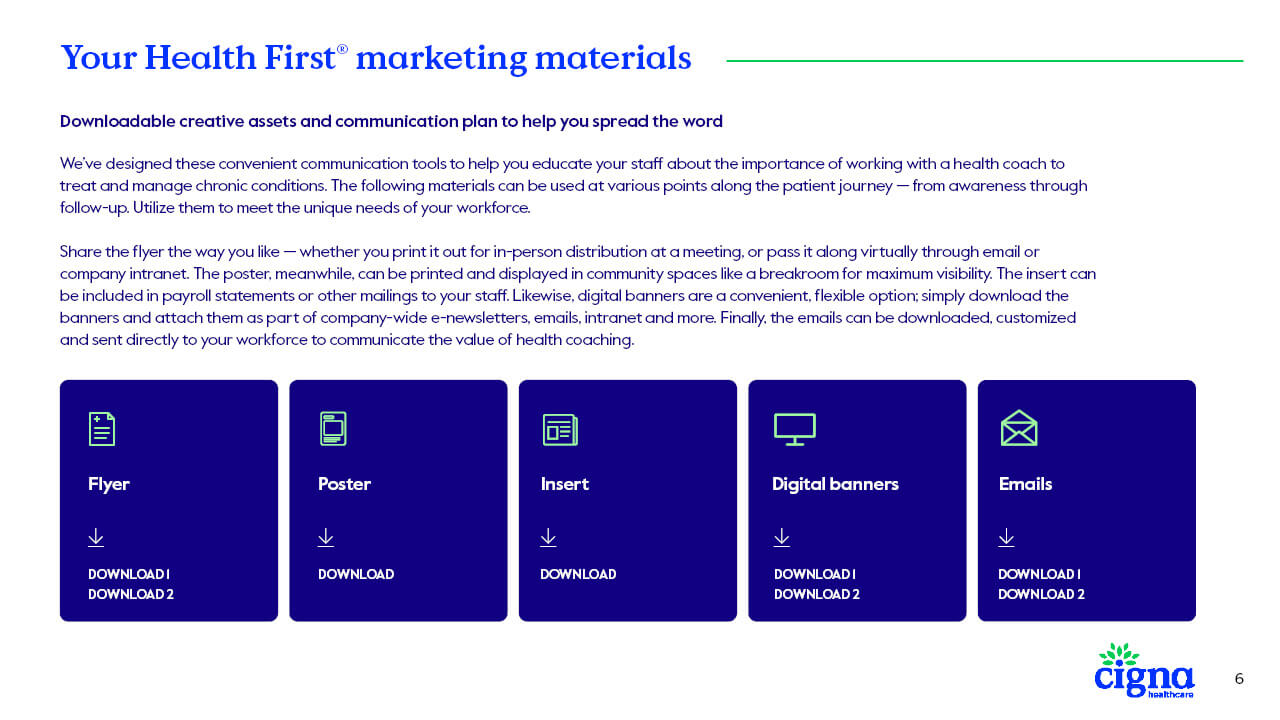 Your Health First® marketing materials
Downloadable creative assets and communication plan to help you spread the word
We've designed these convenient communication tools to help you educate your staff about the importance of working with a health coach to
treat and manage chronic conditions. The following materials can be used at various points along the patient journey — from awareness through
follow-up. Utilize them to meet the unique needs of your workforce.
Share the flyer the way you like — whether you print it out for in-person distribution at a meeting, or pass it along virtually through email or
company intranet. The poster, meanwhile, can be printed and displayed in community spaces like a breakroom for maximum visibility. The insert can
be included in payroll statements or other mailings to your staff. Likewise, digital banners are a convenient, flexible option; simply download the
banners and attach them as part of company-wide e-newsletters, emails, intranet and more. Finally, the emails can be downloaded, customized
and sent directly to your workforce to communicate the value of health coaching.
Flyer
DOWNLOAD 1
DOWNLOAD 2
Poster
DOWNLOAD
Insert
DOWNLOAD
Digital banners
DOWNLOAD 1
DOWNLOAD 2
Emails
DOWNLOAD 1
DOWNLOAD 2
cigna
healthcare
6